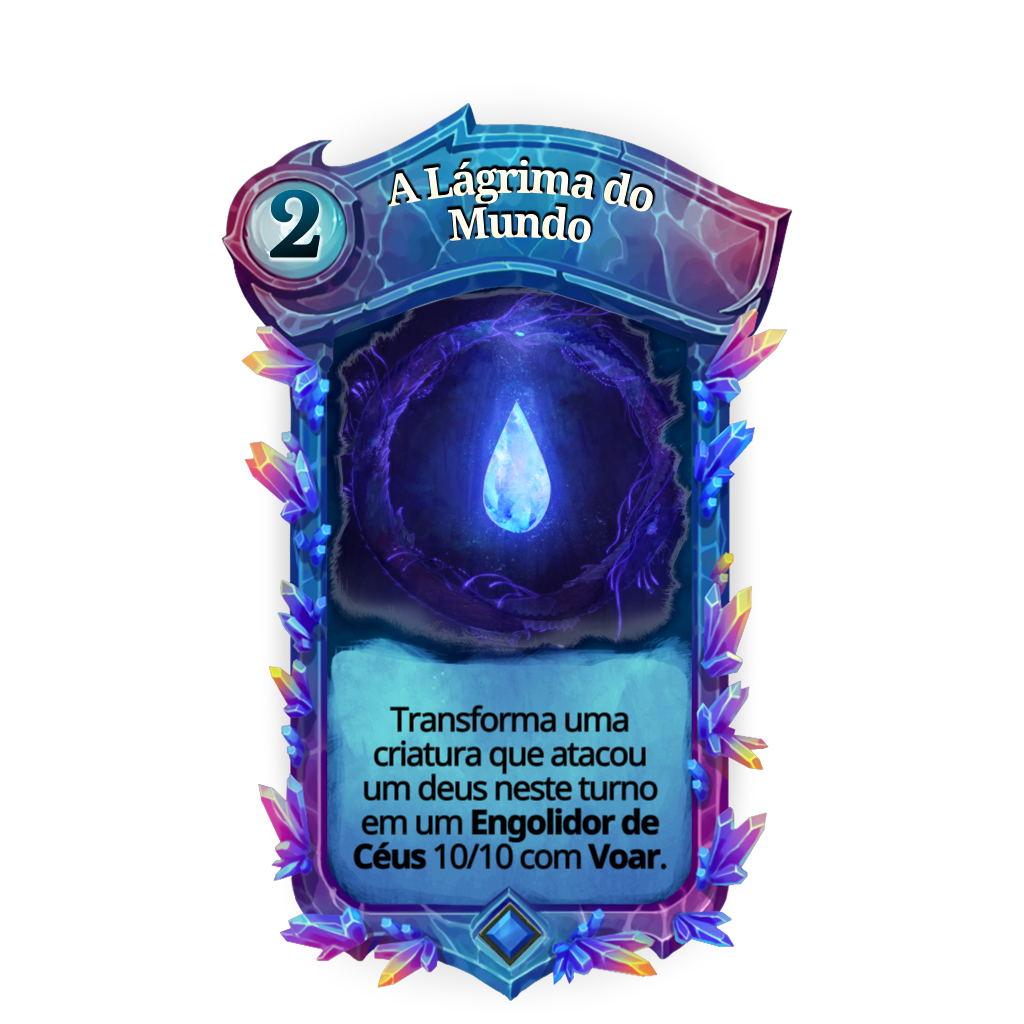 2
A Lágrima do
Mundo
Transforma uma
criatura que atacou
um deus neste turno
em um Engolidor de
Céus 10/10 com Voar.